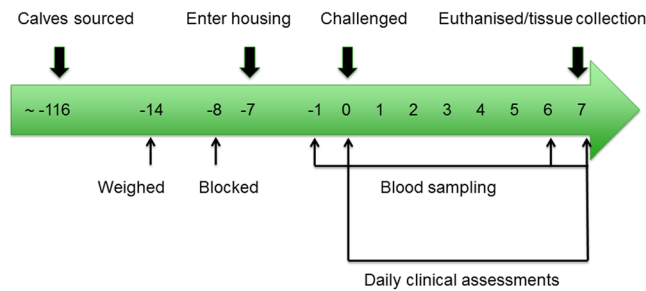 Calves sourced Enter housing Challenged Euthanised/tissue collection
~ -116 -14 -8 -7 -1 0 1 2 3 4 5 6 7
Weighed Blocked Blood sampling
Daily clinical assessments